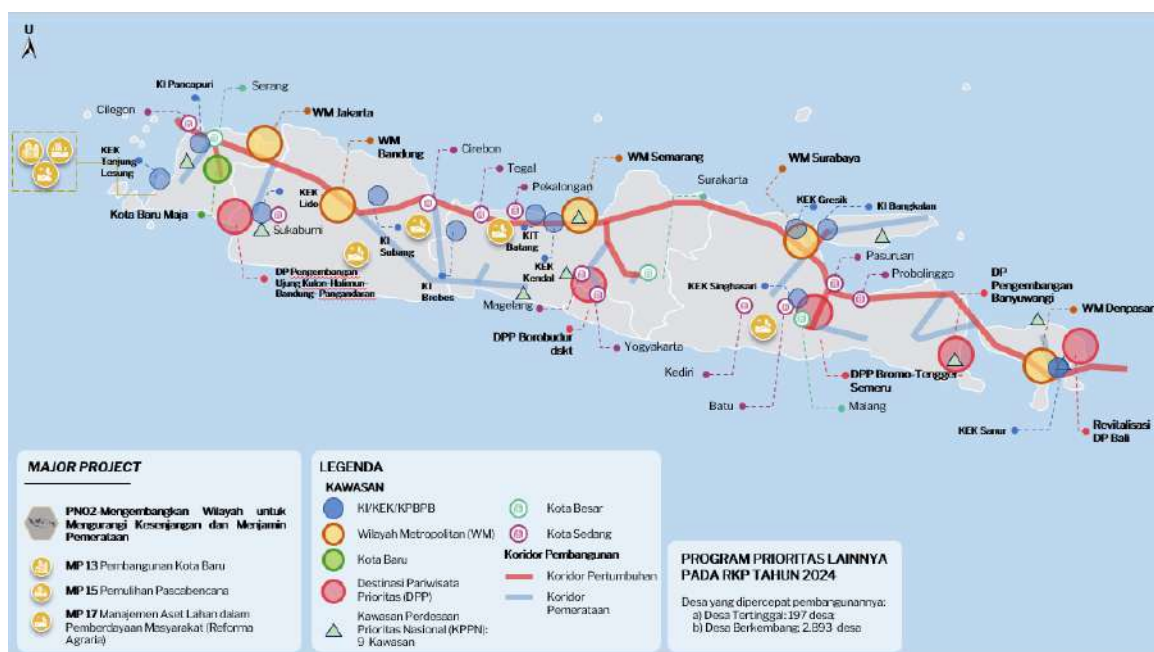 U
KI Pancapuri
Serang
Cilegon
WM Jakarta
KEK
Tanjung
Lesung
WM
Bandung
Cirebon
Tegal
Pekalongan
WM Semarang
Surakarta
WM Surabaya
KEK Gresik
KI Bangkalan
KEK
Lido
Kota Baru Maja
Sukabumi
KI
Subang
KIT
Batang
KEK
Kendal
KI
Brebes
DP Pengembangan
Ujung Kulon-Halimun-
Bandung-Pangandaran
Magelang
DPP Borobudur
dskt
Yogyakarta
KEK Singhasari
Pasuruan
Probolinggo
DP
Pengembangan
Banyuwangi
WM Denpasar
Kediri
Batu
DPP Bromo-Tengger
Semeru
Malang
KEK Sanur
Revitalisasi
DP Bali
MAJOR PROJECT
PN02-Mengembangkan Wilayah untuk
Mengurangi Kesenjangan dan Menjamin
Pemerataan
MP 13 Pembangunan Kota Baru
MP 15 Pemulihan Pascabencana
MP 17 Manajemen Aset Lahan dalam
Pemberdayaan Masyarakat (Reforma
Agraria)
LEGENDA
KAWASAN
KI/KEK/KPBPB
Wilayah Metropolitan (WM)
Kota Baru
Destinasi Pariwisata
Prioritas (DPP)
Kawasan Perdesaan
Prioritas Nasional (KPPN):
9 Kawasan
Kota Besar
Kota Sedang
Koridor Pembangunan
Koridor Pertumbuhan
Koridor
Pemerataan
PROGRAM PRIORITAS LAINNYA
PADA RKP TAHUN 2024
Desa yang dipercepat pembangunannya:
a) Desa Tertinggal: 197 desa
b) Desa Berkembang: 2.893 desa